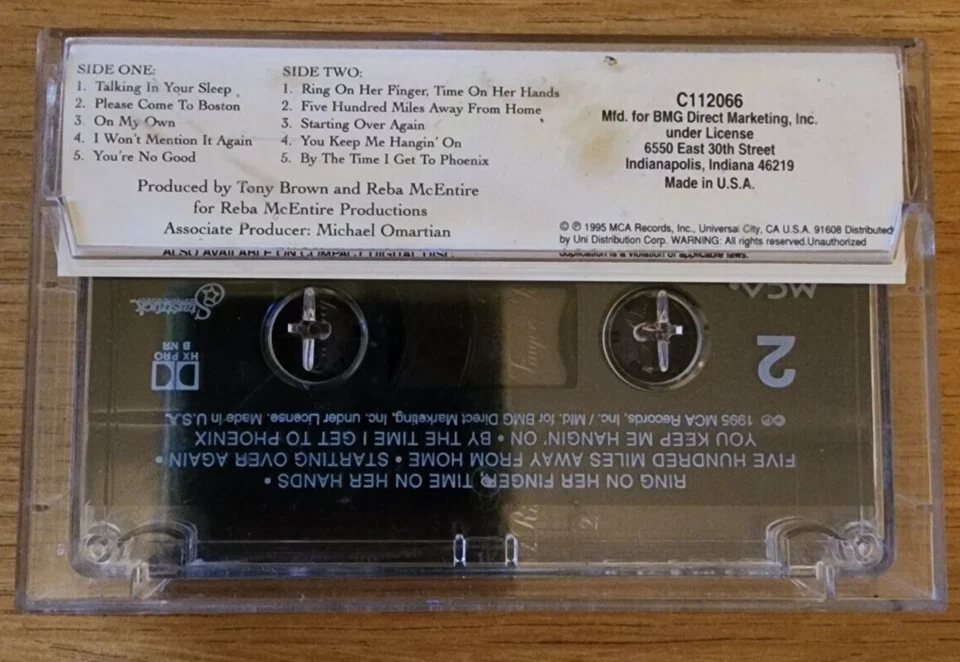 SIDE ONE:
1. Talking In Your Sleep
2. Please Come To Boston
3. On My Own
4. I Won't Mention It Again
5. You're No Good
SIDE TWO:
1. Ring On Her Finger, Time On Her Hands
2. Five Hundred Miles Away From Home
3. Starting Over Again
4. You Keep Me Hangin' On
5. By The Time I Get To Phoenix
Produced by Tony Brown and Reba McEntire
for Reba McEntire Productions
Associate Producer: Michael Omartian
C112066
Mfd. for BMG Direct Marketing, Inc.
under License
6550 East 30th Street
Indianapolis, Indiana 46219
Made in U.S.A.
© ℗ 1995 MCA Records, Inc., Universal City, CA U.S.A. 91608 Distributed
by Uni Distribution Corp. WARNING: All rights reserved.Unauthorized
duplication is a violation of applicable laws.
ALSO AVAILABLE ON COMPACT DIGITAL DISC.
RING ON HER FINGER, TIME ON HER HANDS •
FIVE HUNDRED MILES AWAY FROM HOME • STARTING OVER AGAIN •
YOU KEEP ME HANGIN' ON • BY THE TIME I GET TO PHOENIX
℗© 1995 MCA Records, Inc. / Mfd. for BMG Direct Marketing, Inc. under License. Made in U.S.A.
2
HX PRO
B NR
MCA
Starstruck